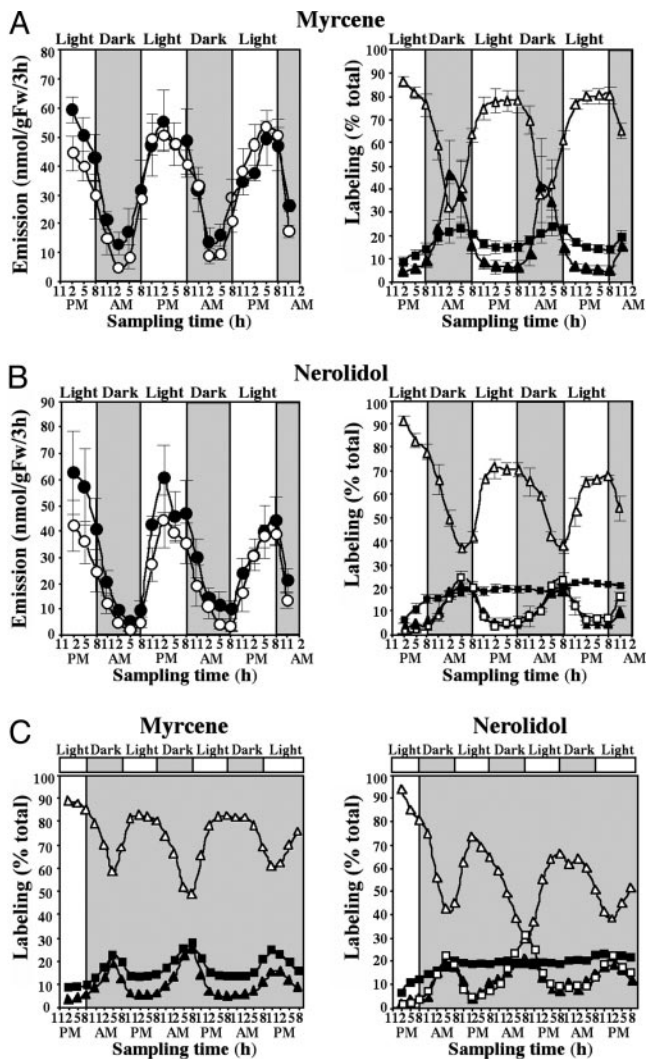 A
Myrcene
Light Dark Light Dark Light
Emission (nmol/gFw/3h)
80
70
60
50
40
30
20
10
0
11 2 5 8 11 2 5 8 11 2 5 8 11 2 5 8 11 2 5 8 11 2
PM AM PM AM PM AM
Sampling time (h)
Light Dark Light Dark Light
Labeling (% total)
100
90
80
70
60
50
40
30
20
10
0
11 2 5 8 11 2 5 8 11 2 5 8 11 2 5 8 11 2 5 8 11 2
PM AM PM AM PM AM
Sampling time (h)
B
Nerolidol
Light Dark Light Dark Light
Emission (nmol/gFw/3h)
90
80
70
60
50
40
30
20
10
0
11 2 5 8 11 2 5 8 11 2 5 8 11 2 5 8 11 2 5 8 11 2
PM AM PM AM PM AM
Sampling time (h)
Light Dark Light Dark Light
Labeling (% total)
100
90
80
70
60
50
40
30
20
10
0
11 2 5 8 11 2 5 8 11 2 5 8 11 2 5 8 11 2 5 8 11 2
PM AM PM AM PM AM
Sampling time (h)
C
Myrcene
Light Dark Light Dark Light Dark Light
Labeling (% total)
100
90
80
70
60
50
40
30
20
10
0
11 2 5 8 11 2 5 8 11 2 5 8 11 2 5 8 11 2 5 8 11 2 5 8 11 2 5 8
PM AM PM AM PM AM PM
Sampling time (h)
Nerolidol
Light Dark Light Dark Light Dark Light
Labeling (% total)
100
90
80
70
60
50
40
30
20
10
0
11 2 5 8 11 2 5 8 11 2 5 8 11 2 5 8 11 2 5 8 11 2 5 8 11 2 5 8
PM AM PM AM PM AM PM
Sampling time (h)